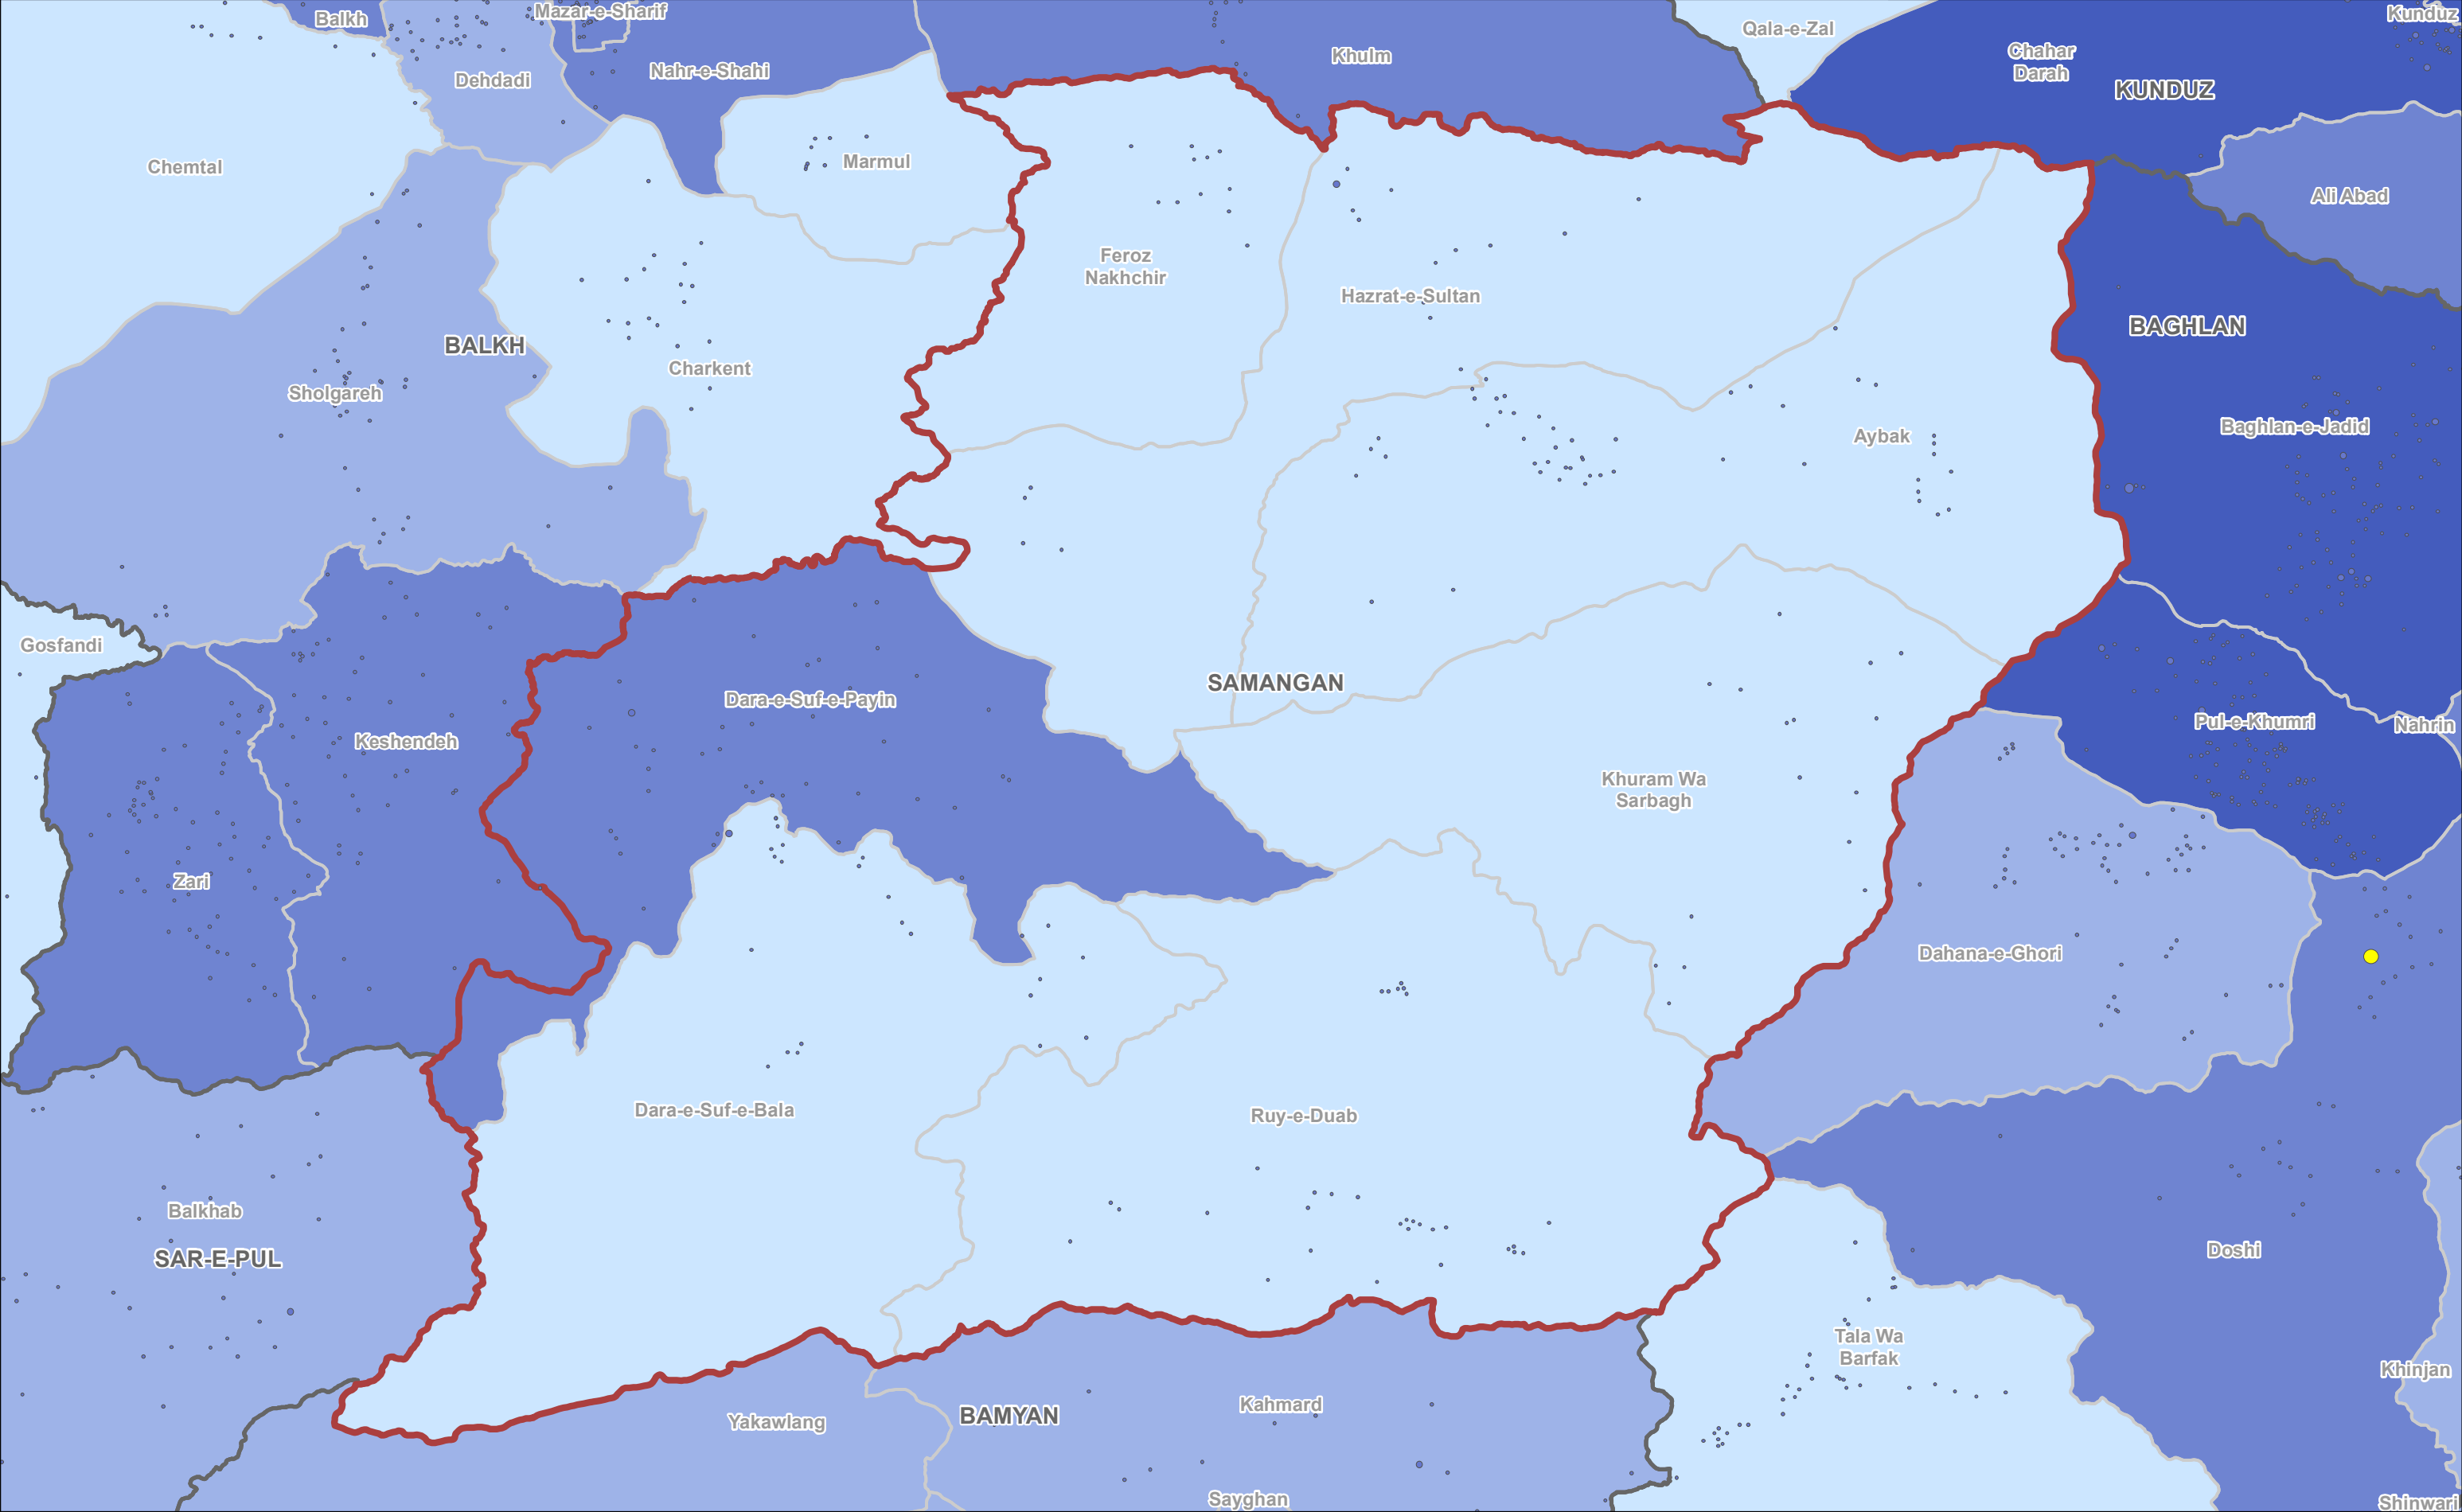 Balkh
Mazar-e-Sharif
Kunduz
Qala-e-Zal
Dehdadi
Nahr-e-Shahi
Khulm
Chahar
Darah
KUNDUZ
Chemtal
Marmul
Ali Abad
Feroz
Nakhchir
Hazrat-e-Sultan
BAGHLAN
BALKH
Charkent
Sholgareh
Aybak
Baghlan-e-Jadid
Gosfandi
SAMANGAN
Dara-e-Suf-e-Payin
Pul-e-Khumri
Nahrin
Keshendeh
Khuram Wa
Sarbagh
Zari
Dahana-e-Ghori
Dara-e-Suf-e-Bala
Ruy-e-Duab
Balkhab
SAR-E-PUL
Doshi
Tala Wa
Barfak
Khinjan
Kahmard
BAMYAN
Yakawlang
Sayghan
Shinwari